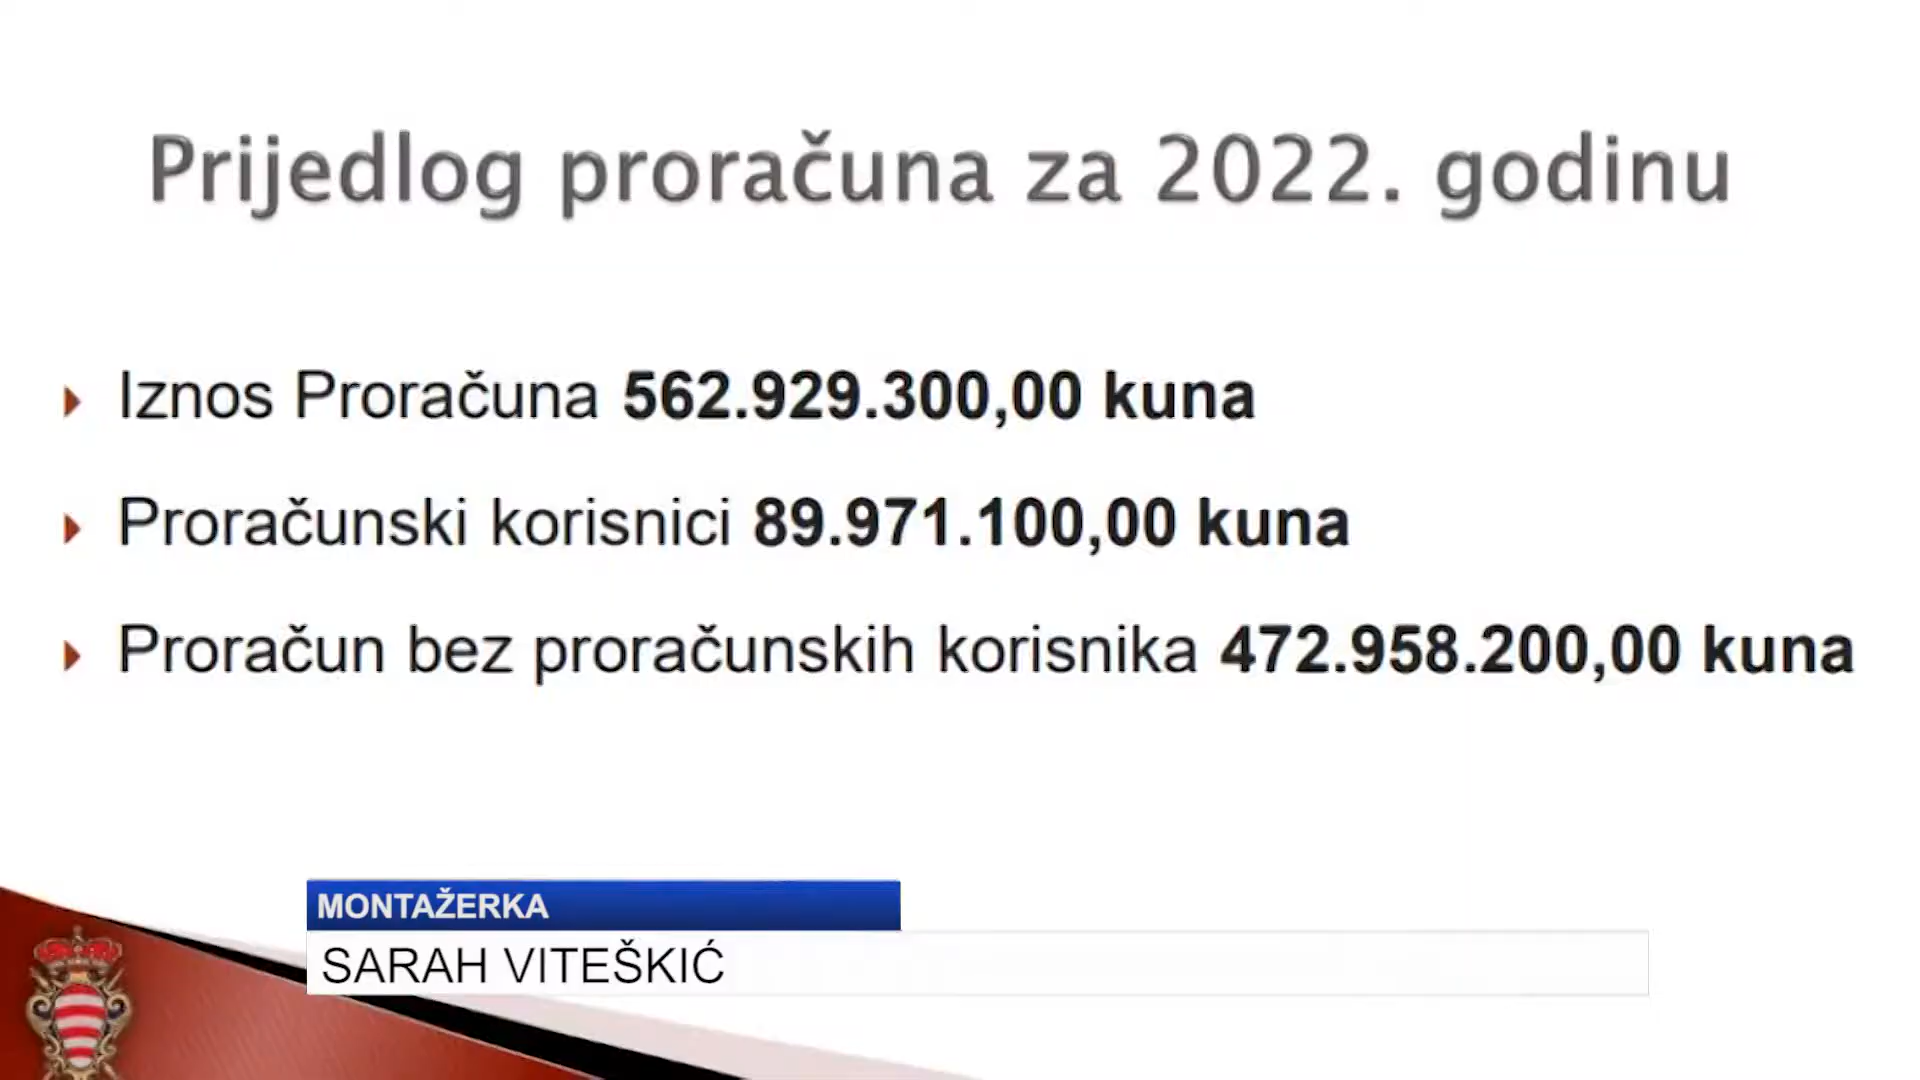 Prijedlog proračuna za 2022. godinu
Iznos Proračuna 562.929.300,00 kuna
Proračunski korisnici 89.971.100,00 kuna
Proračun bez proračunskih korisnika 472.958.200,00 kuna
MONTAŽERKA
SARAH VITEŠKIĆ